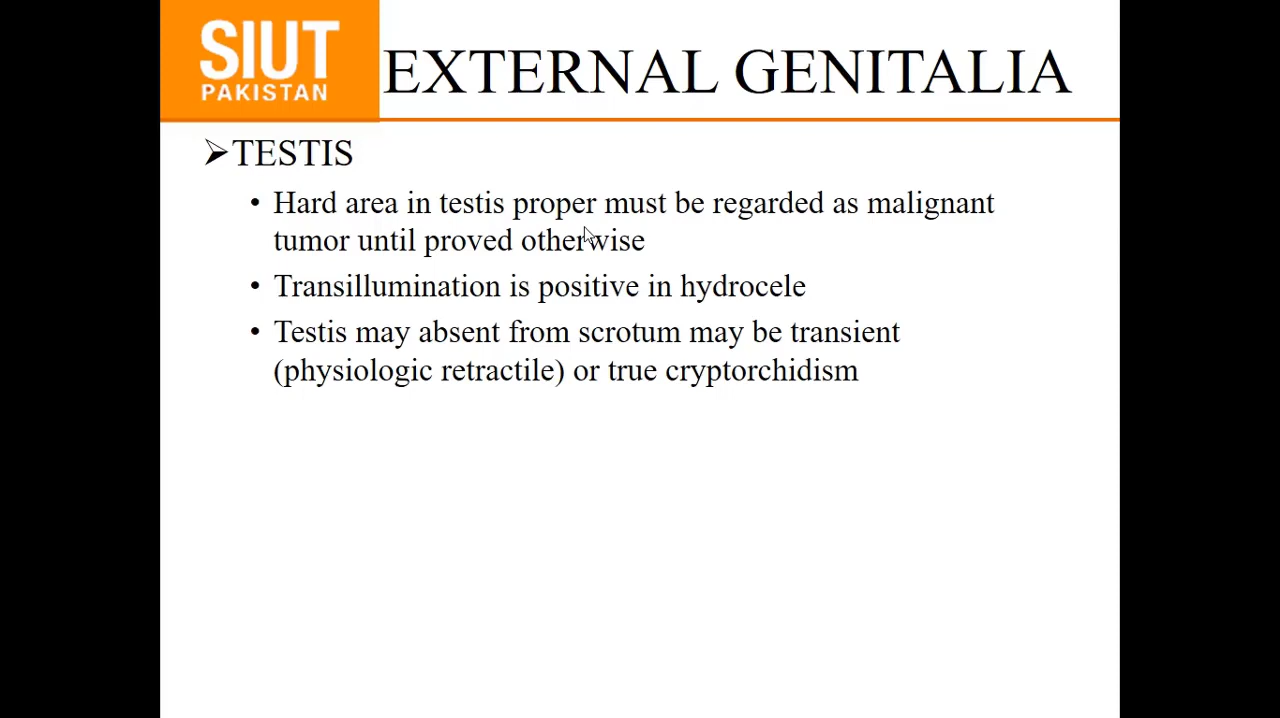 SIUT
PAKISTAN
EXTERNAL GENITALIA
➢TESTIS
• Hard area in testis proper must be regarded as malignant
tumor until proved otherwise
• Transillumination is positive in hydrocele
• Testis may absent from scrotum may be transient
(physiologic retractile) or true cryptorchidism